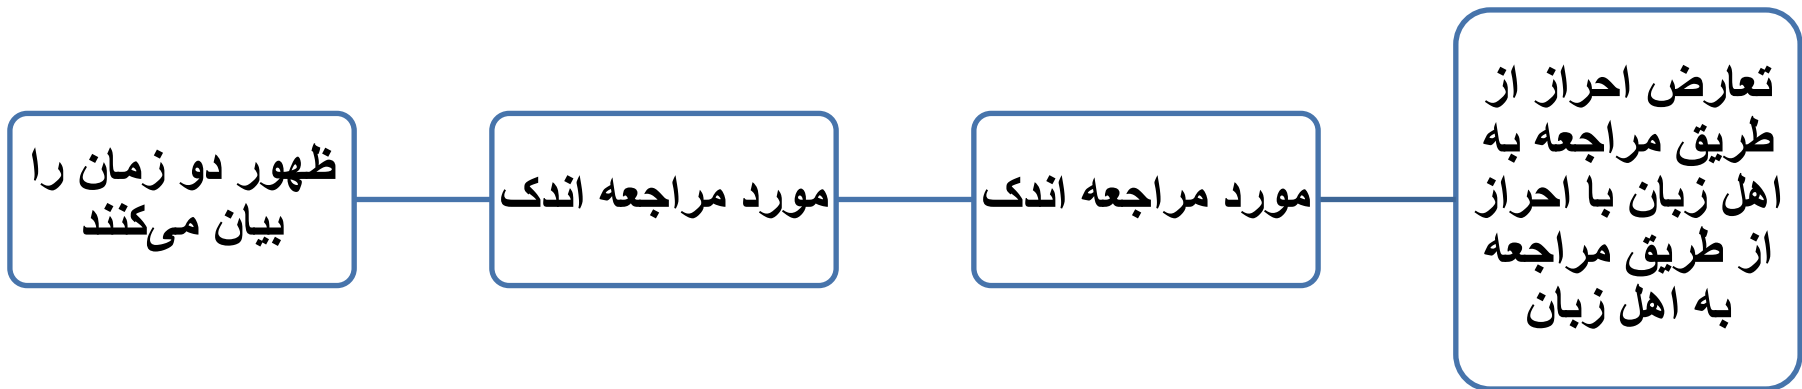 تعارض احراز از
طریق مراجعه به
اهل زبان با احراز
از طریق مراجعه
به اهل زبان
مورد مراجعه اندک
مورد مراجعه اندک
ظهور دو زمان را
بیان می‌کنند